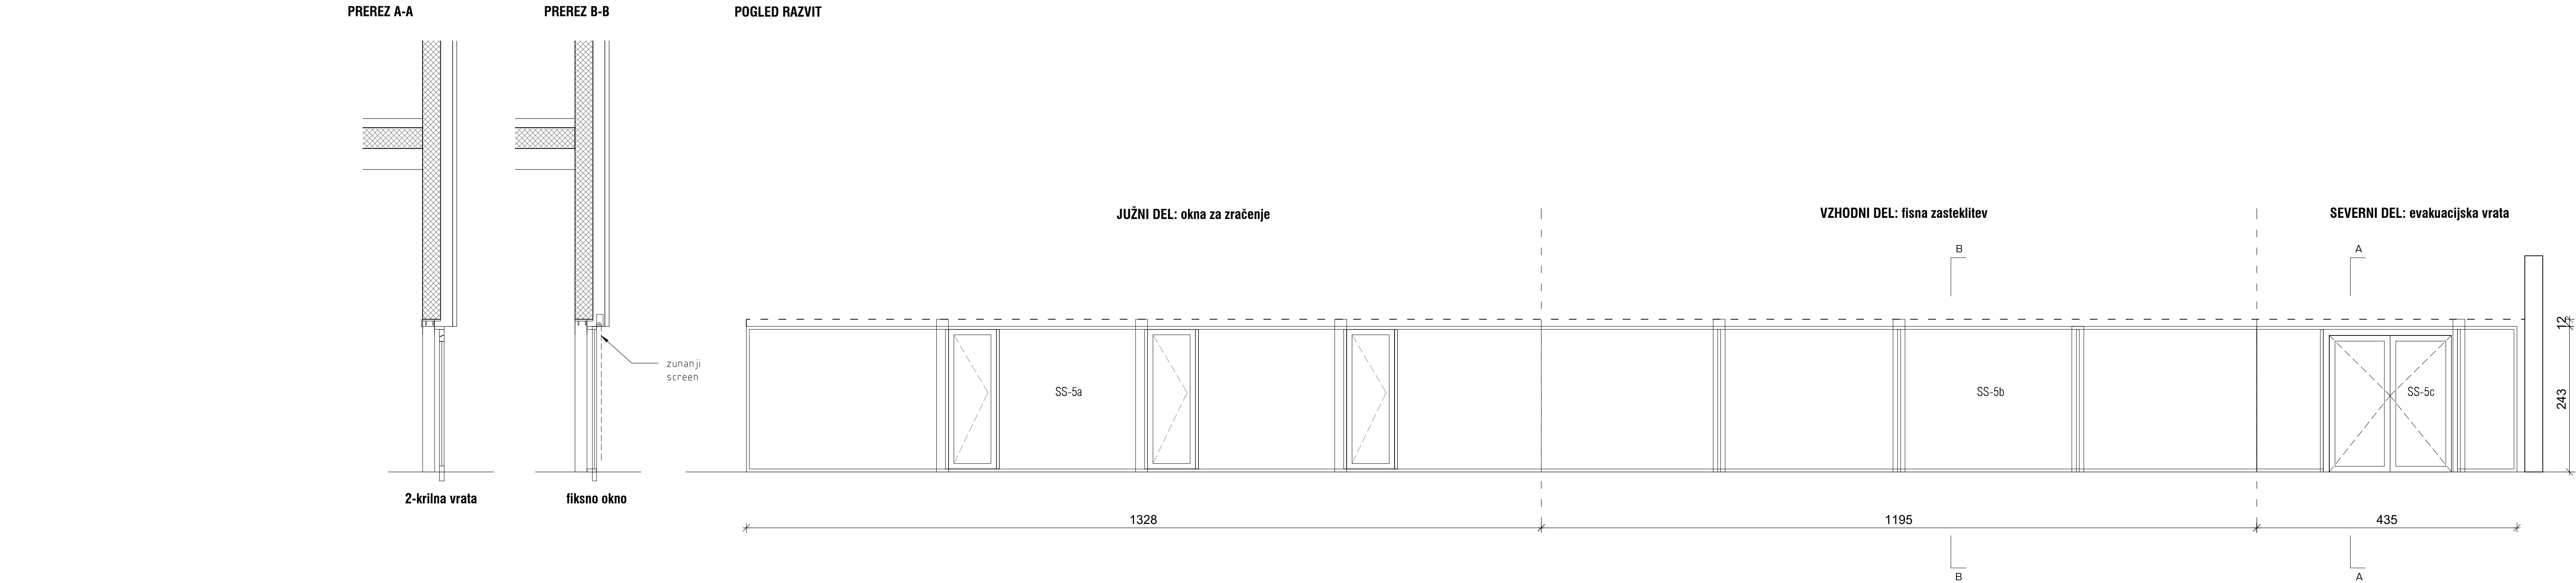 PREREZ A-A
PREREZ B-B
POGLED RAZVIT
JUŽNI DEL: okna za zračenje
VZHODNI DEL: fisna zasteklitev
SEVERNI DEL: evakuacijska vrata
B
A
12
zunanji
screen
SS-5a
SS-5b
SS-5c
243
2-krilna vrata
fiksno okno
1328
1195
435
B
A